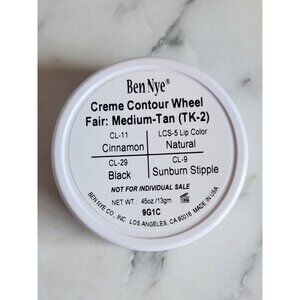 Ben Nye®
Creme Contour Wheel
Fair: Medium-Tan (TK-2)
CL-11 LCS-5 Lip Color
Cinnamon Natural
CL-29 CL-9
Black Sunburn Stipple
NOT FOR INDIVIDUAL SALE
NET WT. .45oz/13gm.
9G1C
BEN NYE CO., INC. LOS ANGELES, CA 90016 MADE IN USA